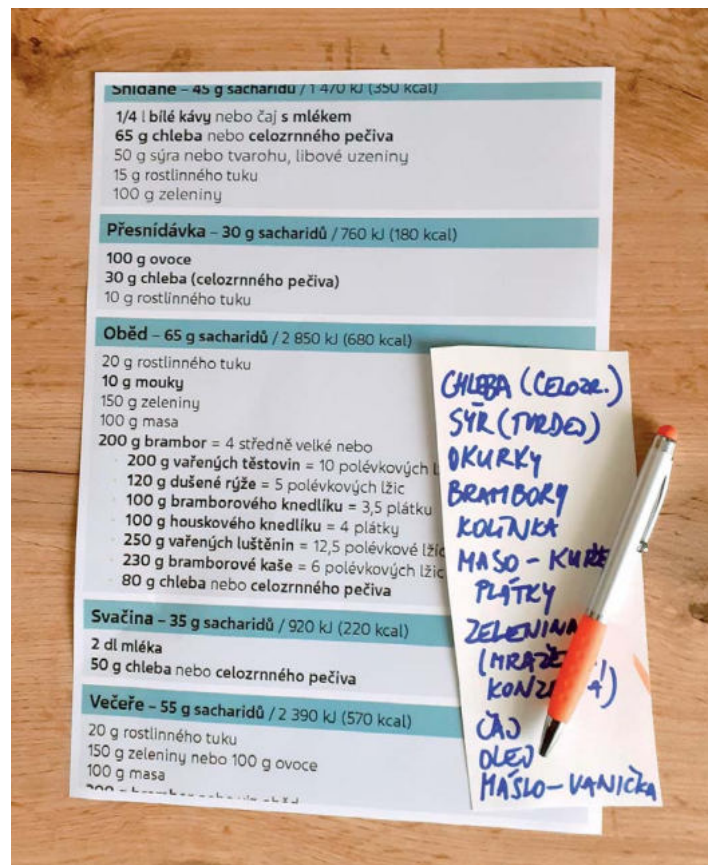 Snídaně – 45 g sacharidů / 1 470 kJ (350 kcal)
1/4 l bílé kávy nebo čaj s mlékem
65 g chleba nebo celozrnného pečiva
50 g sýra nebo tvarohu, libové uzeniny
15 g rostlinného tuku
100 g zeleniny
Přesnídávka – 30 g sacharidů / 760 kJ (180 kcal)
100 g ovoce
30 g chleba (celozrnného pečiva)
10 g rostlinného tuku
Oběd – 65 g sacharidů / 2 850 kJ (680 kcal)
20 g rostlinného tuku
10 g mouky
150 g zeleniny
100 g masa
200 g brambor = 4 středně velké nebo
200 g vařených těstovin = 10 polévkových
120 g dušené rýže = 5 polévkových lžic
100 g bramborového knedlíku = 3,5 plátku
100 g houskového knedlíku = 4 plátky
250 g vařených luštěnin = 12,5 polévkové lžíc
230 g bramborové kaše = 6 polévkových lžic
80 g chleba nebo celozrnného pečiva
Svačina – 35 g sacharidů / 920 kJ (220 kcal)
2 dl mléka
50 g chleba nebo celozrnného pečiva
Večeře – 55 g sacharidů / 2 390 kJ (570 kcal)
20 g rostlinného tuku
150 g zeleniny nebo 100 g ovoce
100 g masa
CHLEBA (CELOZR.)
SÝR (TVRDEJ)
OKURKY
BRAMBORY
KOLÍNKA
MASO – KUŘE
PLÁTKY
ZELENINA
ČAJ
OLEJ
MÁSLO – VANIČKA